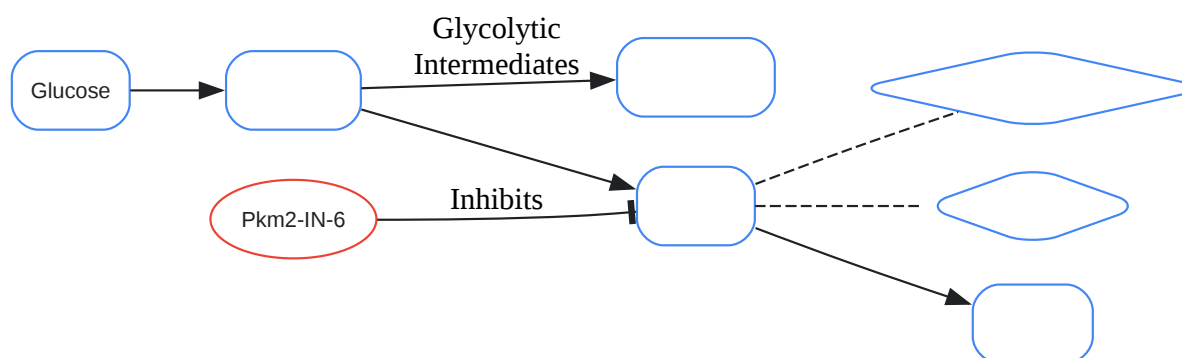 Glycolytic
Intermediates
Glucose
Inhibits
Pkm2-IN-6